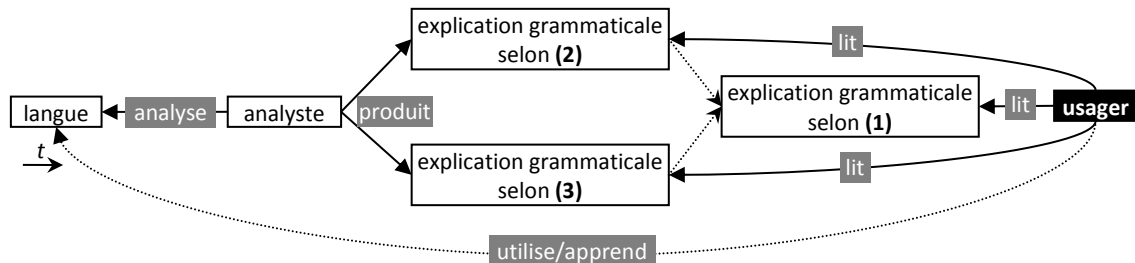 explication grammaticale
selon (2)
lit
explication grammaticale
selon (1)
langue
analyse
analyste
produit
lit
usager
t
explication grammaticale
selon (3)
lit
utilise/apprend